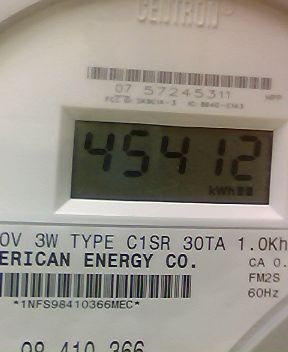 CENTRON®
07 57245311
45412
kWh
0V 3W TYPE C1SR 30TA 1.0Kh
ERICAN ENERGY CO.
CA 0.
FM2S
60Hz
*1NFS98410366MEC*
98 410 366